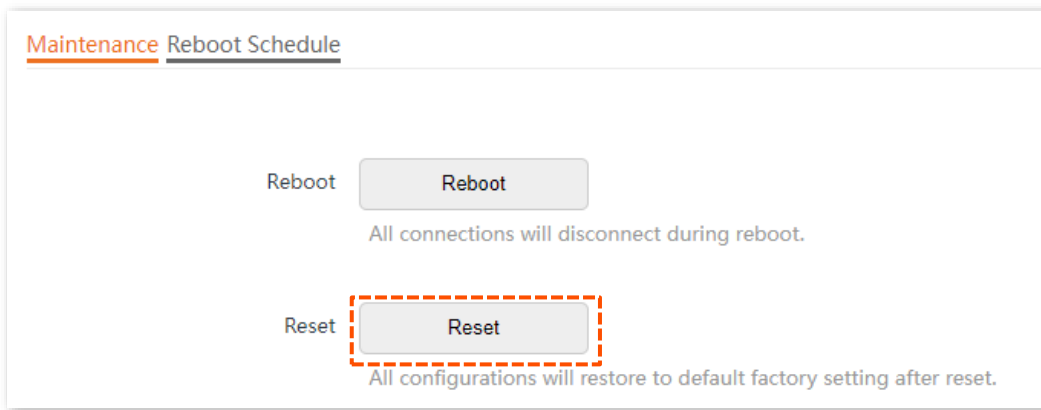 Maintenance Reboot Schedule
Reboot Reboot
All connections will disconnect during reboot.
Reset Reset
All configurations will restore to default factory setting after reset.